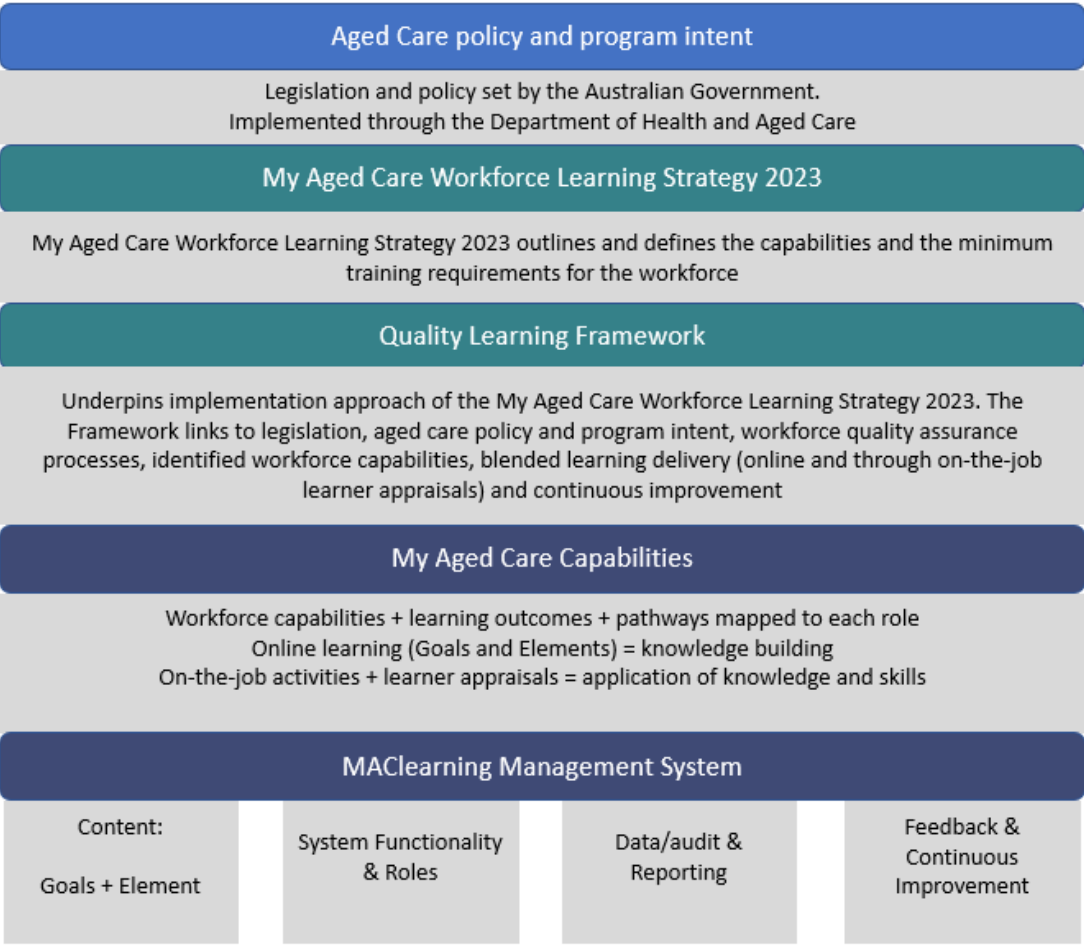 Aged Care policy and program intent
Legislation and policy set by the Australian Government.
Implemented through the Department of Health and Aged Care
My Aged Care Workforce Learning Strategy 2023
My Aged Care Workforce Learning Strategy 2023 outlines and defines the capabilities and the minimum
training requirements for the workforce
Quality Learning Framework
Underpins implementation approach of the My Aged Care Workforce Learning Strategy 2023. The
Framework links to legislation, aged care policy and program intent, workforce quality assurance
processes, identified workforce capabilities, blended learning delivery (online and through on-the-job
learner appraisals) and continuous improvement
My Aged Care Capabilities
Workforce capabilities + learning outcomes + pathways mapped to each role
Online learning (Goals and Elements) = knowledge building
On-the-job activities + learner appraisals = application of knowledge and skills
MAClearning Management System
Content:
Goals + Element
System Functionality
& Roles
Data/audit &
Reporting
Feedback &
Continuous
Improvement